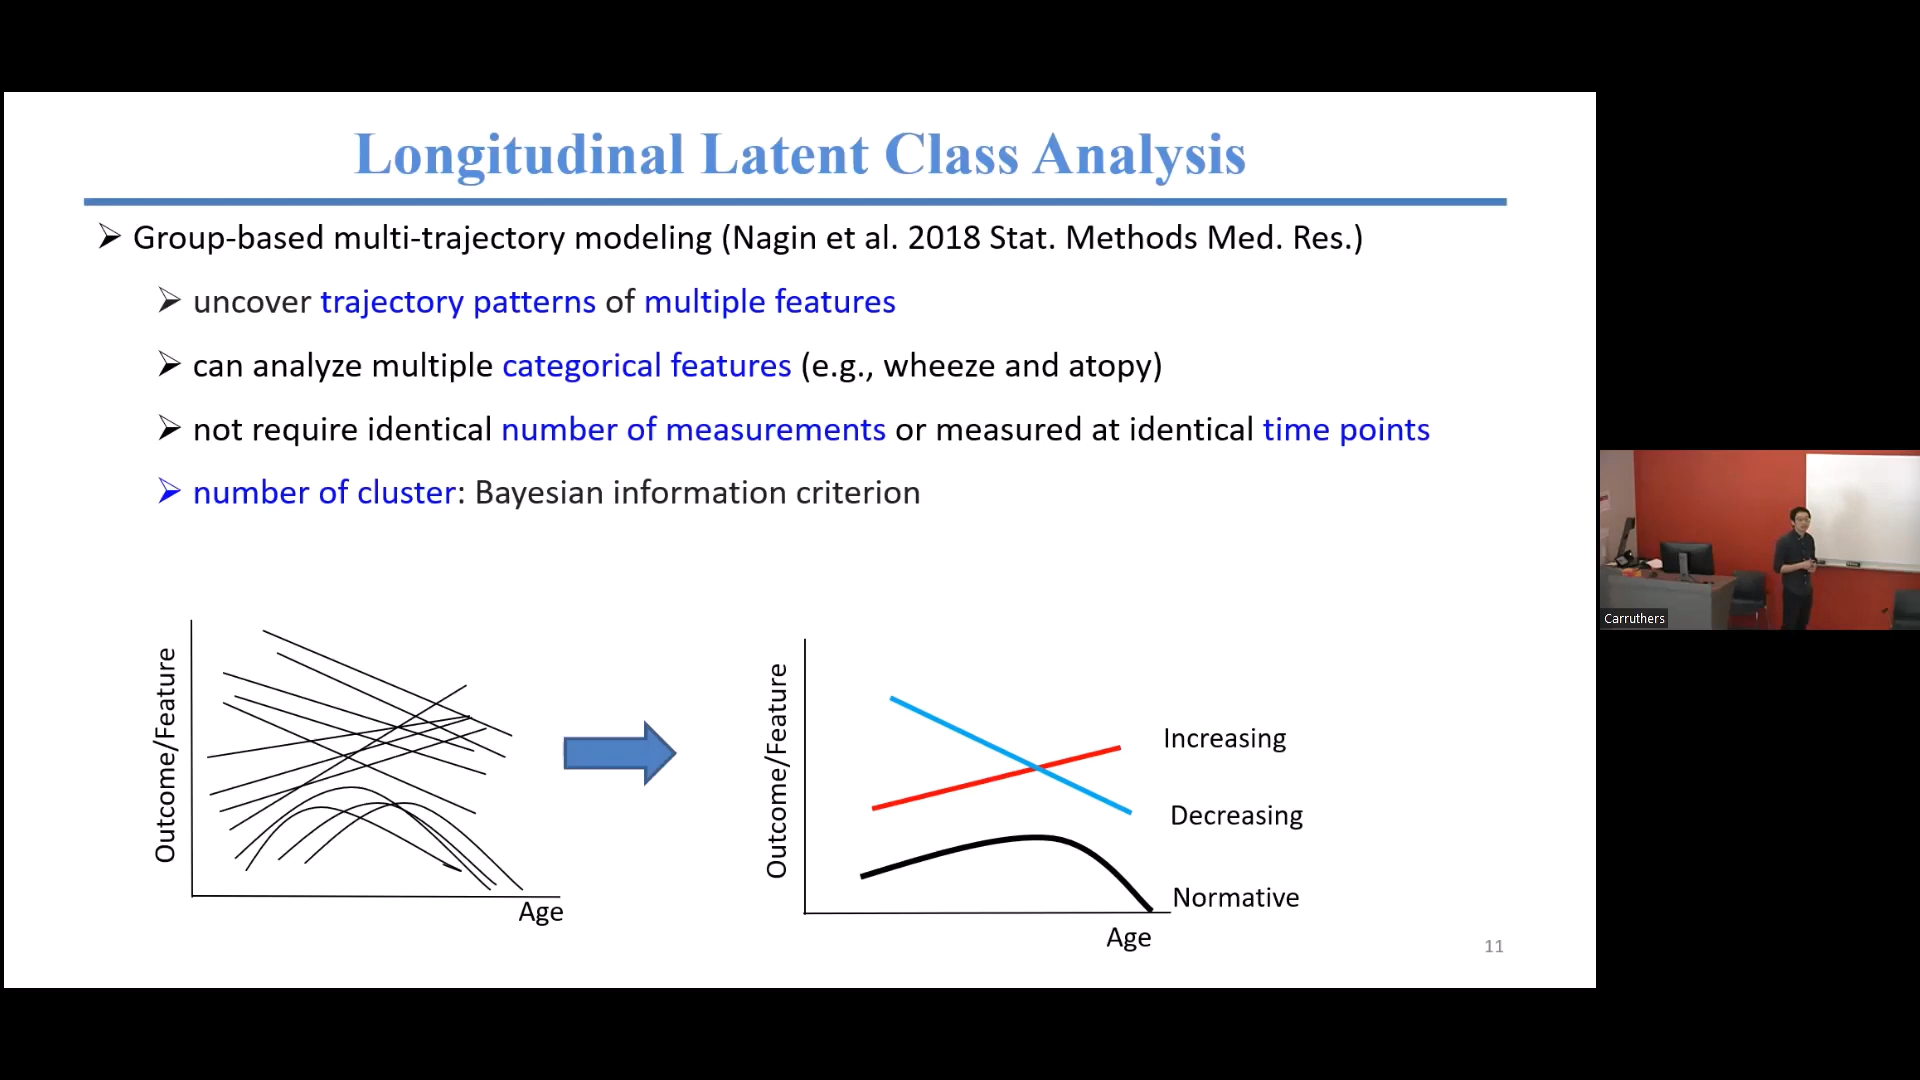 Longitudinal Latent Class Analysis
Group-based multi-trajectory modeling (Nagin et al. 2018 Stat. Methods Med. Res.)
uncover trajectory patterns of multiple features
can analyze multiple categorical features (e.g., wheeze and atopy)
not require identical number of measurements or measured at identical time points
number of cluster: Bayesian information criterion
Outcome/Feature
Age
Outcome/Feature
Increasing
Decreasing
Normative
Age
11
Carruthers